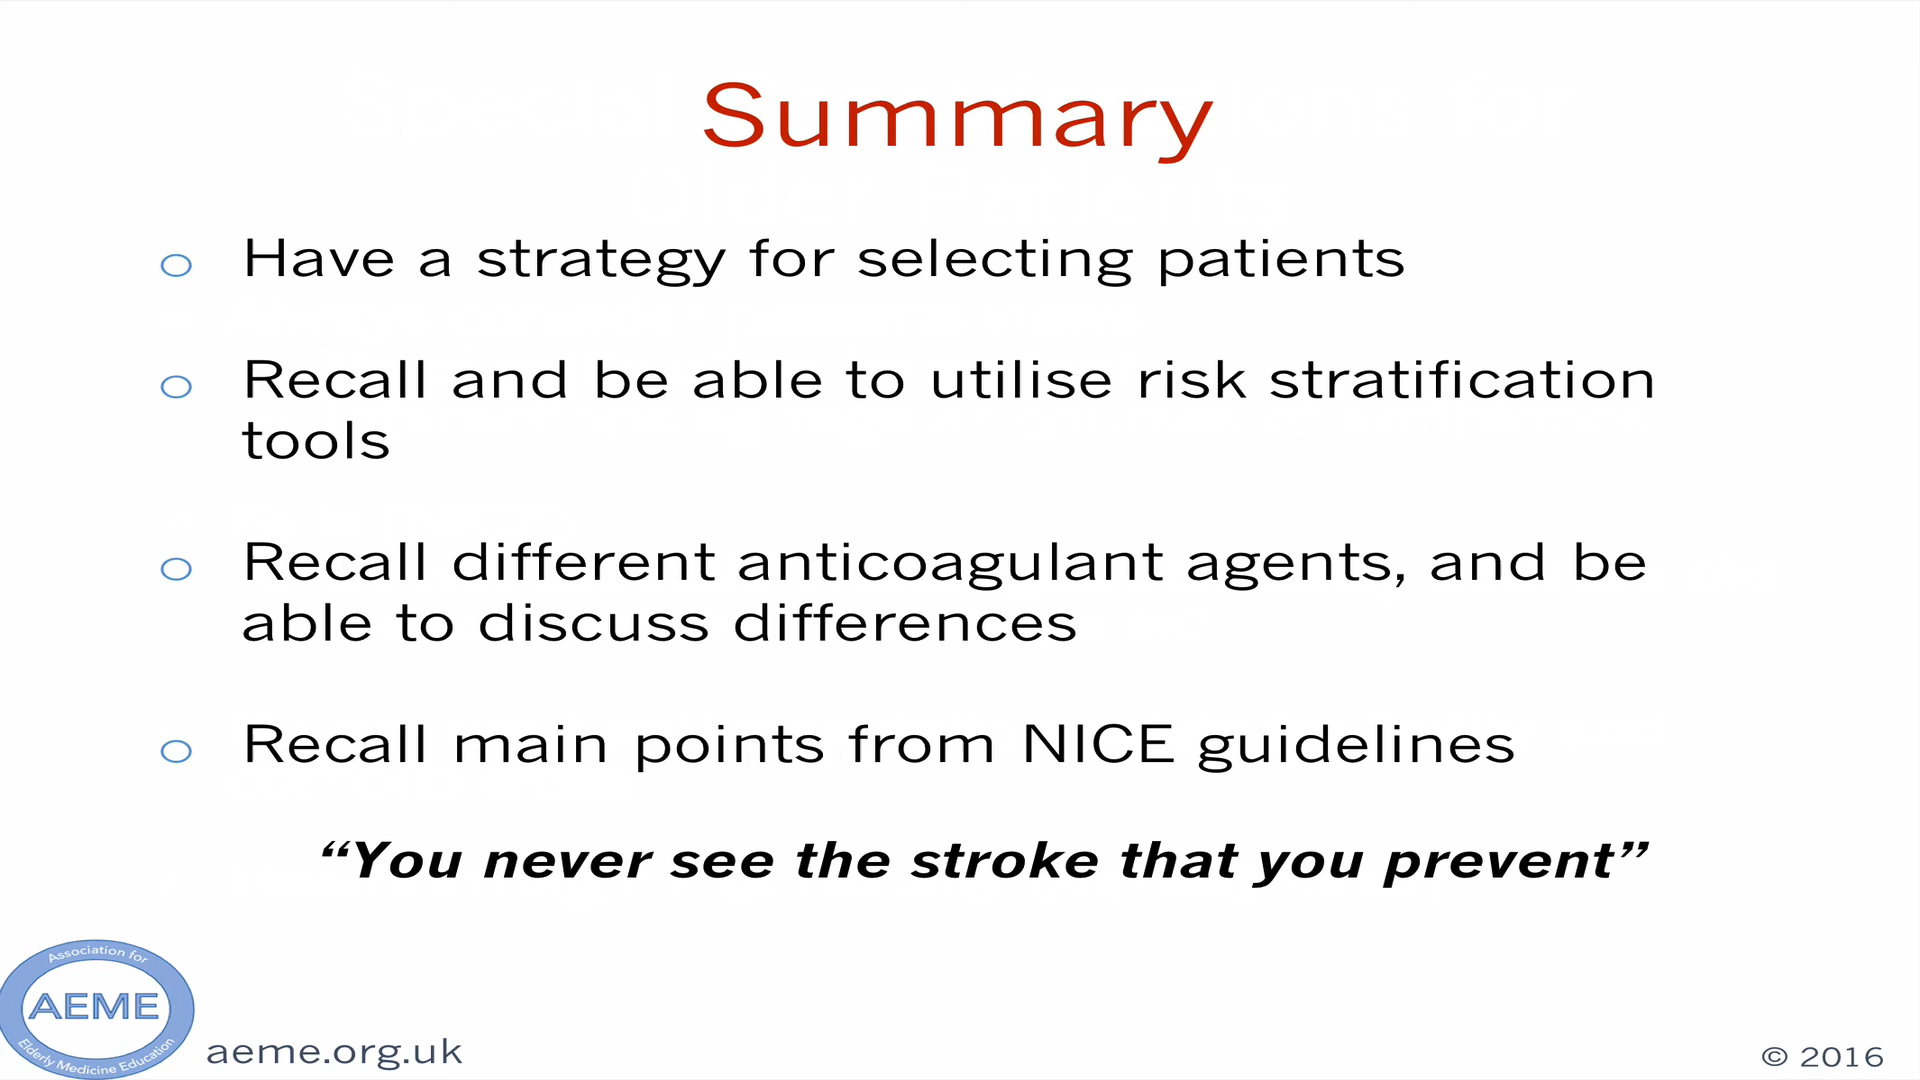 Summary
o Have a strategy for selecting patients
o Recall and be able to utilise risk stratification
tools
o Recall different anticoagulant agents, and be
able to discuss differences
o Recall main points from NICE guidelines
“You never see the stroke that you prevent”
Association for
AEME
Elderly Medicine Education
aeme.org.uk
© 2016